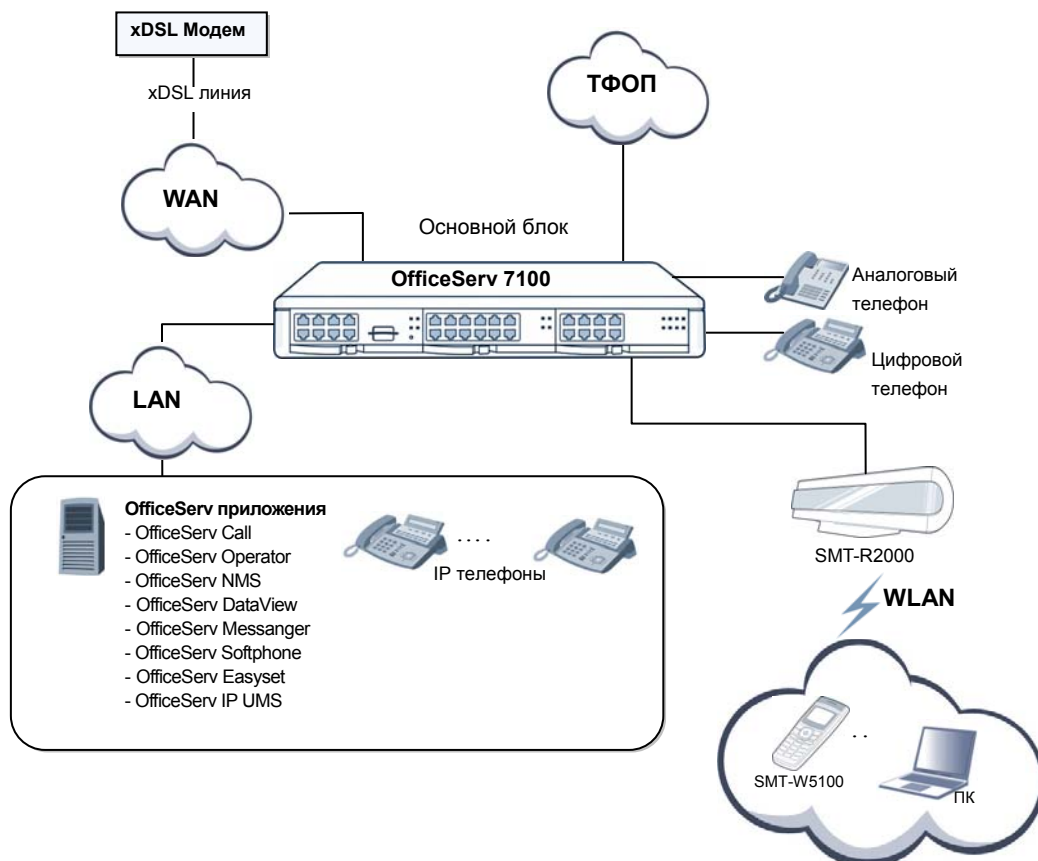 xDSL Модем
xDSL линия
ТФОП
WAN
Основной блок
OfficeServ 7100
Аналоговый
телефон
Цифровой
телефон
LAN
OfficeServ приложения
- OfficeServ Call
- OfficeServ Operator
- OfficeServ NMS
- OfficeServ DataView
- OfficeServ Messanger
- OfficeServ Softphone
- OfficeServ Easyset
- OfficeServ IP UMS
. . . .
IP телефоны
SMT-R2000
WLAN
. .
SMT-W5100
ПК